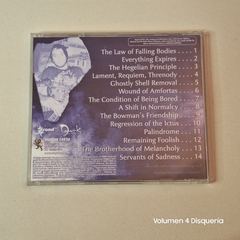 The Law of Falling Bodies . . . . 1
Everything Expires . . . . 2
The Hegelian Principle . . . . 3
Lament, Requiem, Threnody . . . . 4
Ghostly Shell Removal . . . . 5
Wound of Amfortas . . . . 6
The Condition of Being Bored . . . . 7
A Shift in Normalcy . . . . 8
The Bowman's Friendship . . . . 9
Regression of the Ictus . . . . 10
Palindrome . . . . 11
Remaining Foolish . . . . 12
The Brotherhood of Melancholy . . . . 13
Servants of Sadness . . . . 14
Volumen 4 Disqueria